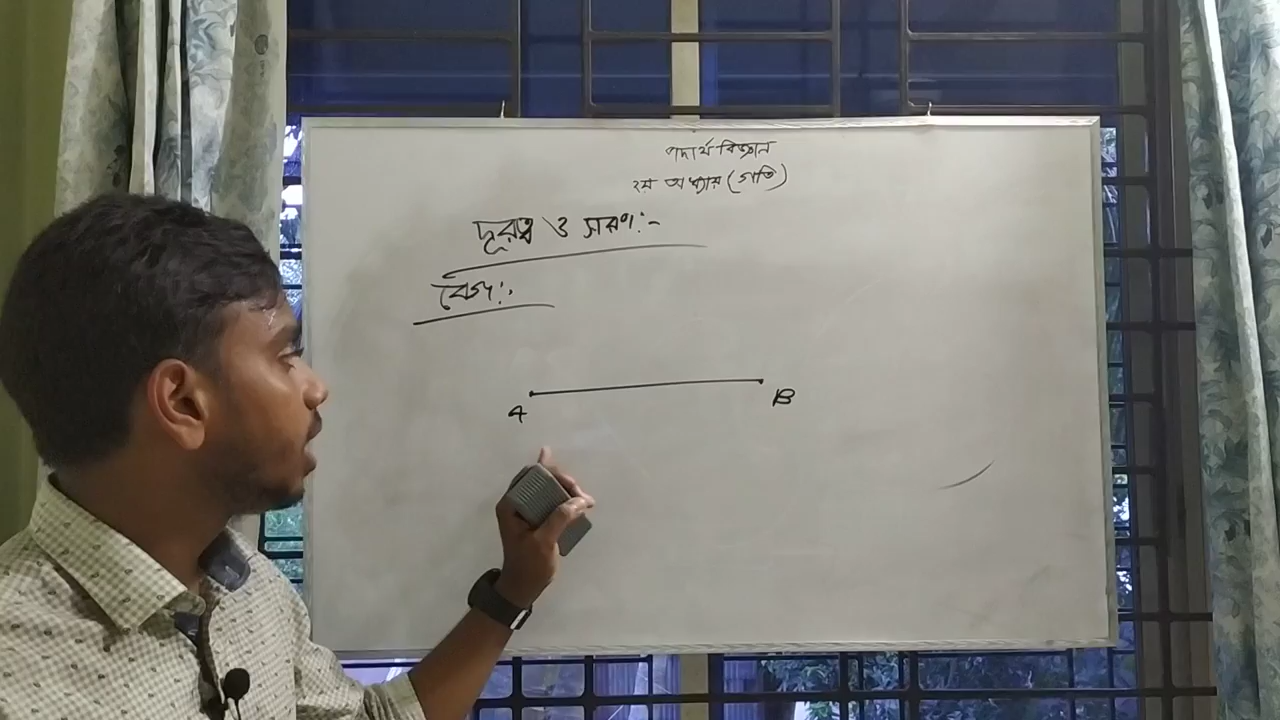 পদার্থ বিজ্ঞান
২য় অধ্যায় (গতি)
দূরত্ব ও সরণ:-
বেগ:-
A B